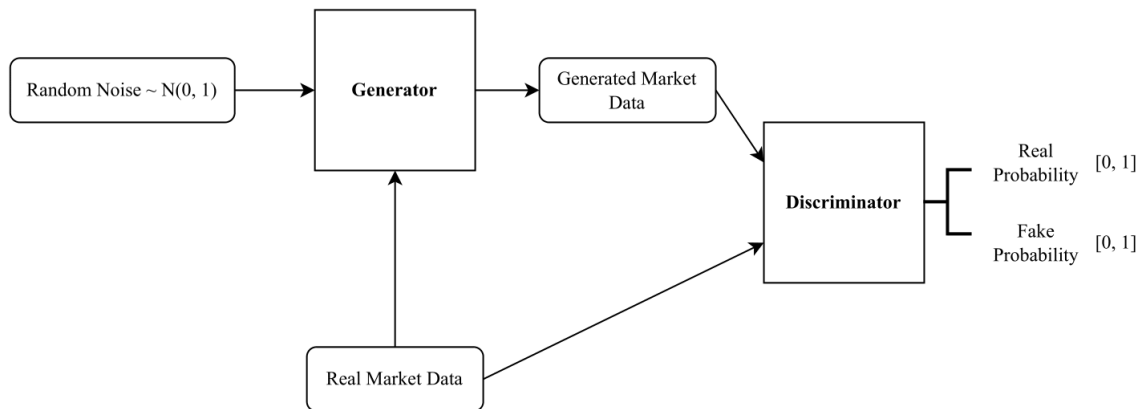 Random Noise ~ N(0, 1)
Generator
Generated Market
Data
Discriminator
Real
Probability
[0, 1]
Fake
Probability
[0, 1]
Real Market Data